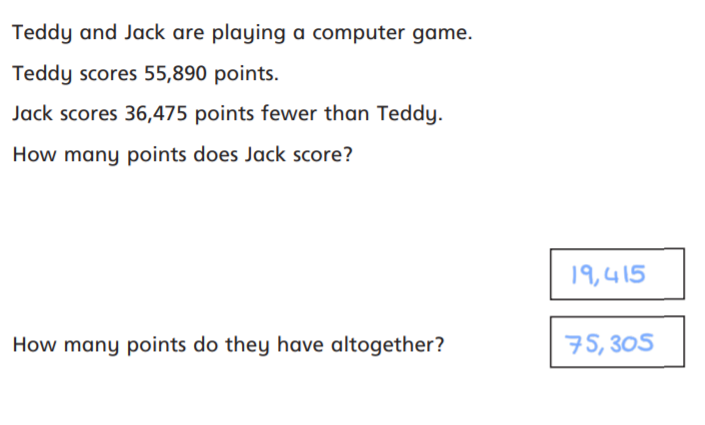 Teddy and Jack are playing a computer game.
Teddy scores 55,890 points.
Jack scores 36,475 points fewer than Teddy.
How many points does Jack score?
19,415
How many points do they have altogether?
75,305